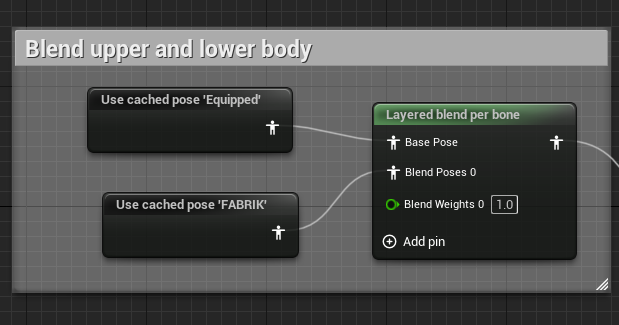 Blend upper and lower body
Use cached pose 'Equipped'
Use cached pose 'FABRIK'
Layered blend per bone
Base Pose
Blend Poses 0
Blend Weights 0 1.0
Add pin